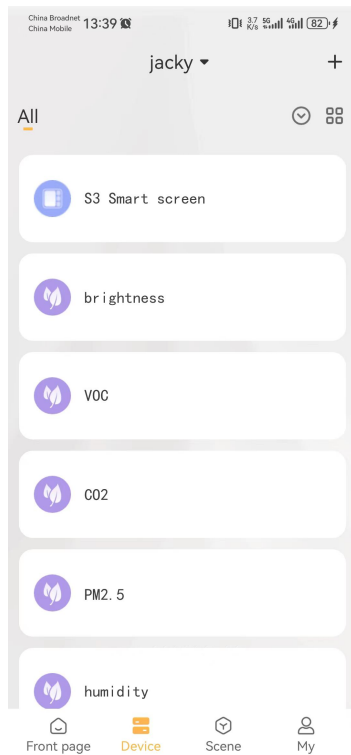 China Broadnet
China Mobile
13:39
3.7 K/s 5G 4G 82
jacky
All
S3 Smart screen
brightness
VOC
CO2
PM2.5
humidity
Front page Device Scene My